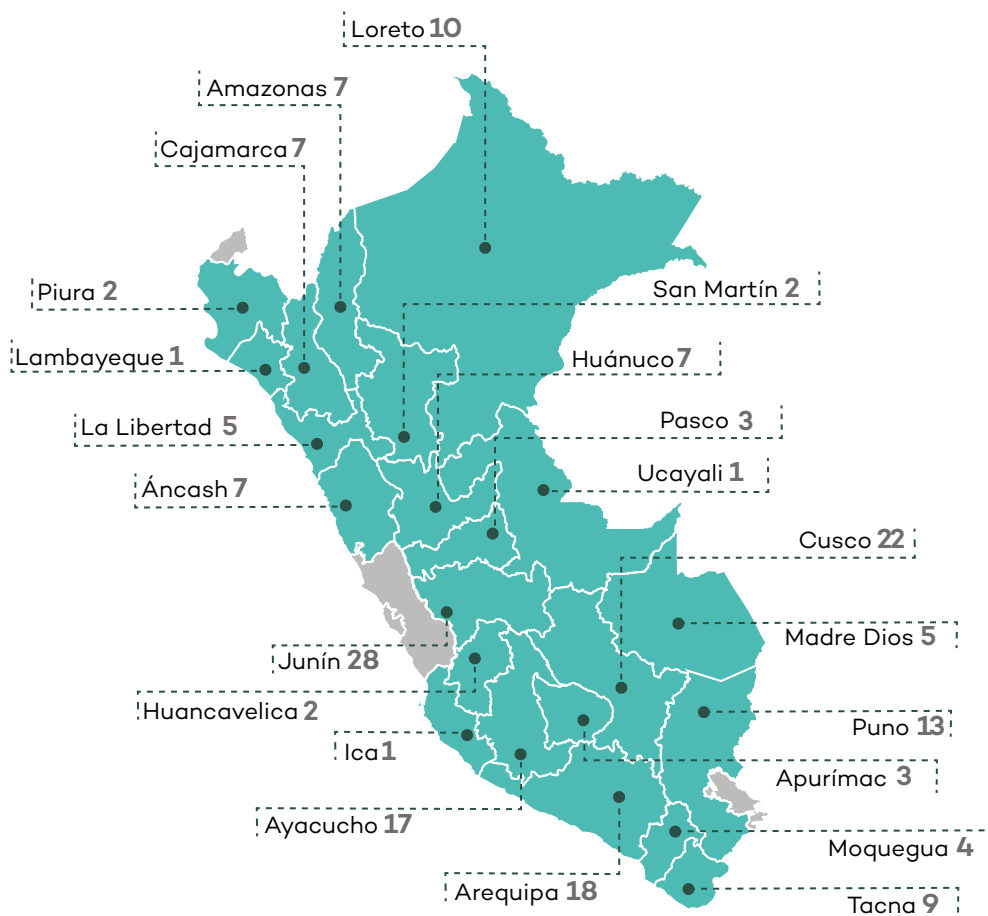 Loreto 10
Amazonas 7
Cajamarca 7
Piura 2
San Martín 2
Lambayeque 1
Huánuco 7
La Libertad 5
Pasco 3
Ucayali 1
Áncash 7
Cusco 22
Madre Dios 5
Junín 28
Huancavelica 2
Puno 13
Ica 1
Apurímac 3
Ayacucho 17
Moquegua 4
Arequipa 18
Tacna 9